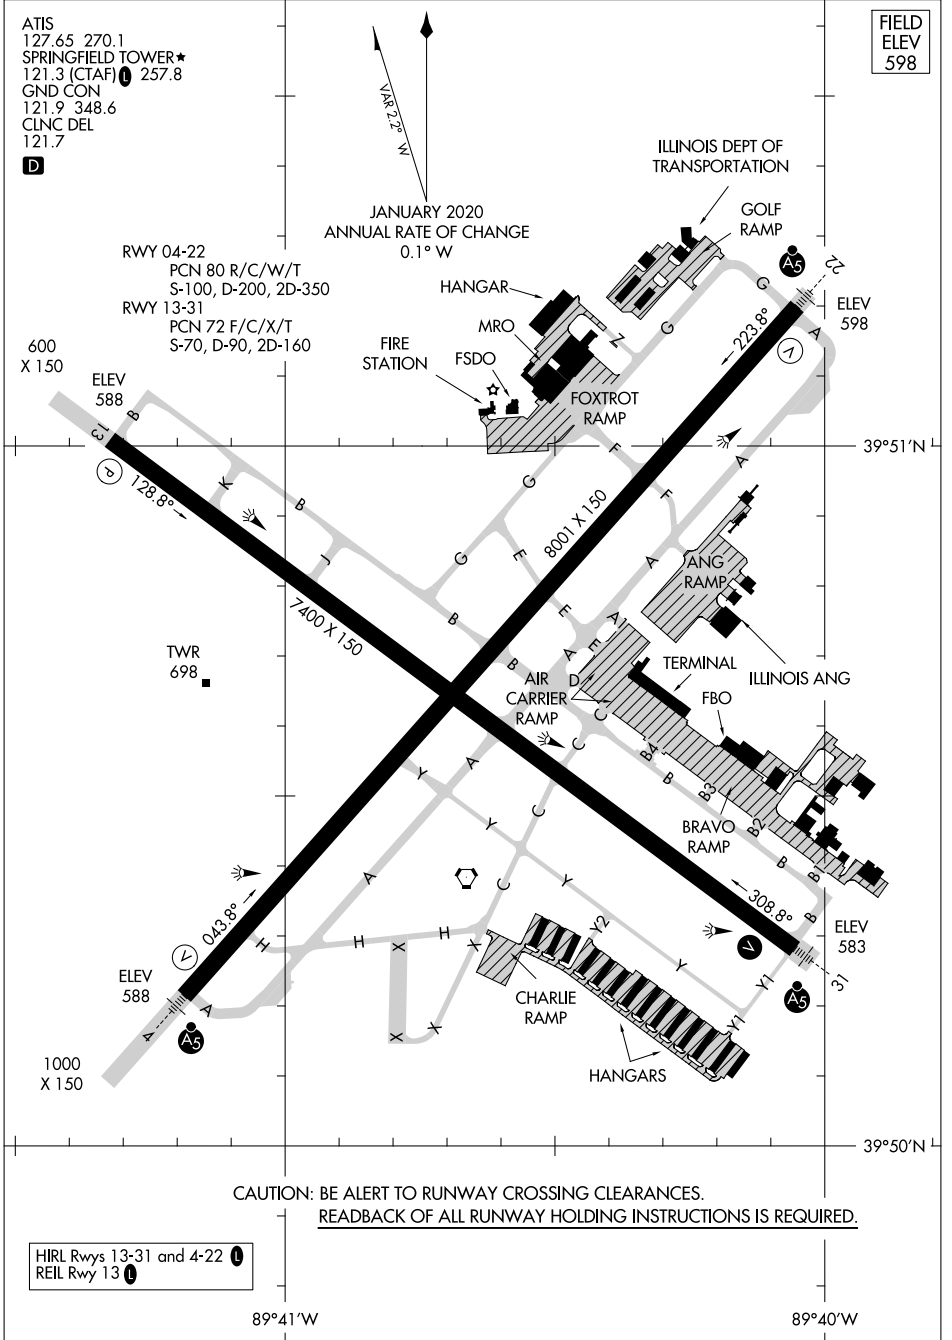 ATIS
127.65 270.1
SPRINGFIELD TOWER★
121.3 (CTAF) L 257.8
GND CON
121.9 348.6
CLNC DEL
121.7
D
FIELD
ELEV
598
VAR 2.2° W
JANUARY 2020
ANNUAL RATE OF CHANGE
0.1° W
RWY 04-22
PCN 80 R/C/W/T
S-100, D-200, 2D-350
RWY 13-31
PCN 72 F/C/X/T
S-70, D-90, 2D-160
ILLINOIS DEPT OF
TRANSPORTATION
GOLF
RAMP
A5
22
G
ELEV
598
A
V
223.8°
G
Z
HANGAR
MRO
FIRE
STATION
FSDO
FOXTROT
RAMP
600
X 150
ELEV
588
B
13
P
128.8°
K
B
J
F
G
F
A
39°51'N
8001 X 150
G
E
A
ANG
RAMP
7400 X 150
B
E
A1
E
A
B
D
TWR
698
AIR
CARRIER
RAMP
TERMINAL
ILLINOIS ANG
FBO
C
C
B4
B
B3
A
Y
BRAVO
RAMP
B2
B
B1
C
Y
A
C
Y
308.8°
B
ELEV
583
043.8°
V
H
H
H
X
X
Y2
Y
V
31
Y1
A5
ELEV
588
A
4
A5
CHARLIE
RAMP
X
X
Y1
HANGARS
1000
X 150
39°50'N
CAUTION: BE ALERT TO RUNWAY CROSSING CLEARANCES.
READBACK OF ALL RUNWAY HOLDING INSTRUCTIONS IS REQUIRED.
HIRL Rwys 13-31 and 4-22 L
REIL Rwy 13 L
89°41'W
89°40'W